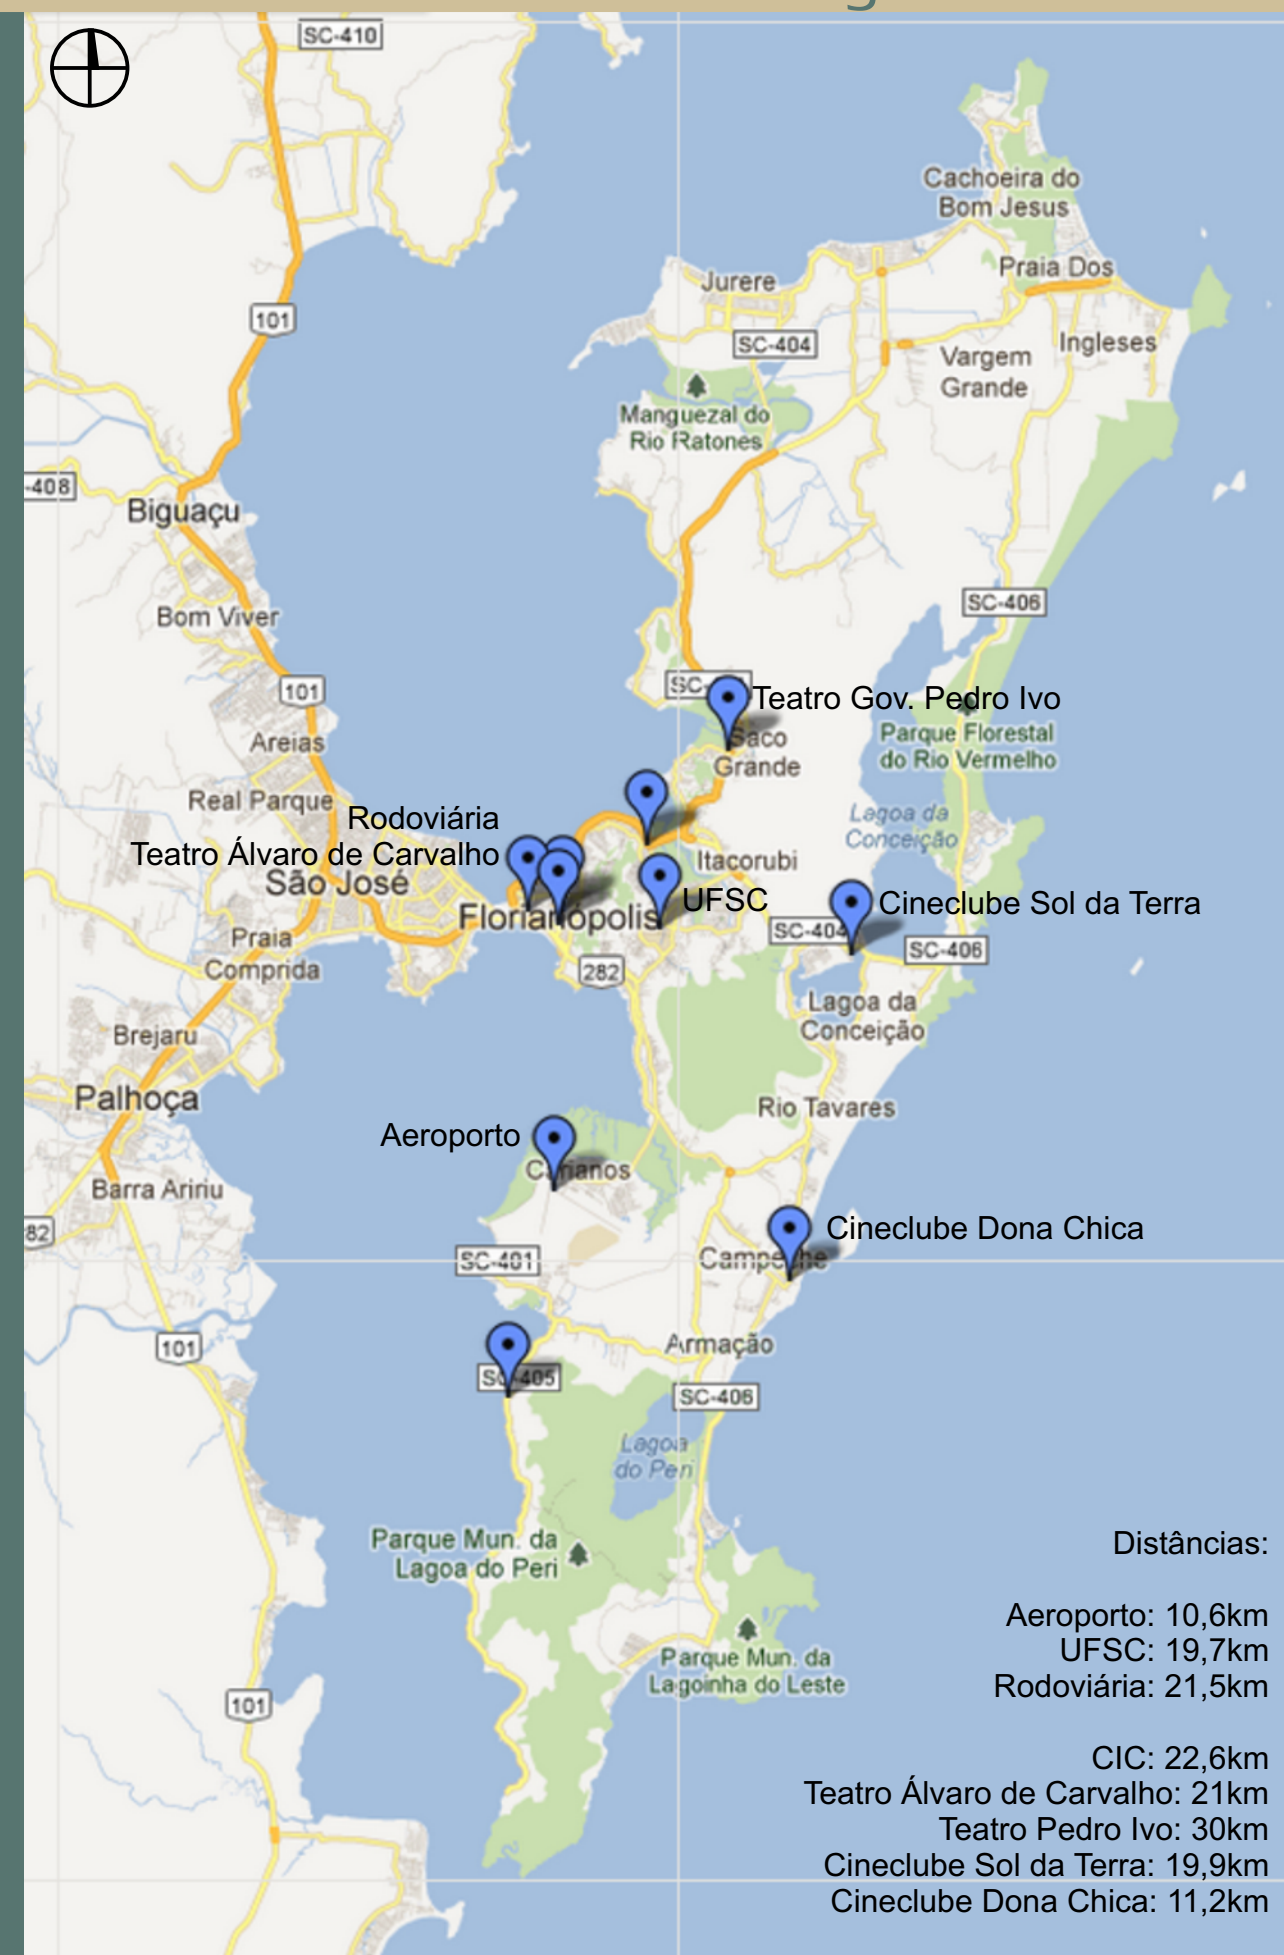 SC-410
Cachoeira do
Bom Jesus
Praia Dos
Jurere
101
SC-404
Ingleses
Vargem
Grande
Manguezal do
Rio Ratones
-408
Biguaçu
SC-406
Bom Viver
101
Teatro Gov. Pedro Ivo
Areias
Saco
Grande
Parque Florestal
do Rio Vermelho
Real Parque
Rodoviária
Lagoa da
Conceição
Teatro Álvaro de Carvalho
Itacorubi
São José
UFSC
Cineclube Sol da Terra
Florianópolis
SC-404
SC-406
Praia
Comprida
282
Lagoa da
Conceição
Brejaru
Palhoça
Rio Tavares
Aeroporto
Carianos
Barra Aririu
82
Cineclube Dona Chica
SC-401
Campeche
101
Armação
SC-405
SC-406
Lagoa
do Peri
Parque Mun. da
Lagoa do Peri
Distâncias:
Aeroporto: 10,6km
UFSC: 19,7km
Rodoviária: 21,5km
Parque Mun. da
Lagoinha do Leste
101
CIC: 22,6km
Teatro Álvaro de Carvalho: 21km
Teatro Pedro Ivo: 30km
Cineclube Sol da Terra: 19,9km
Cineclube Dona Chica: 11,2km